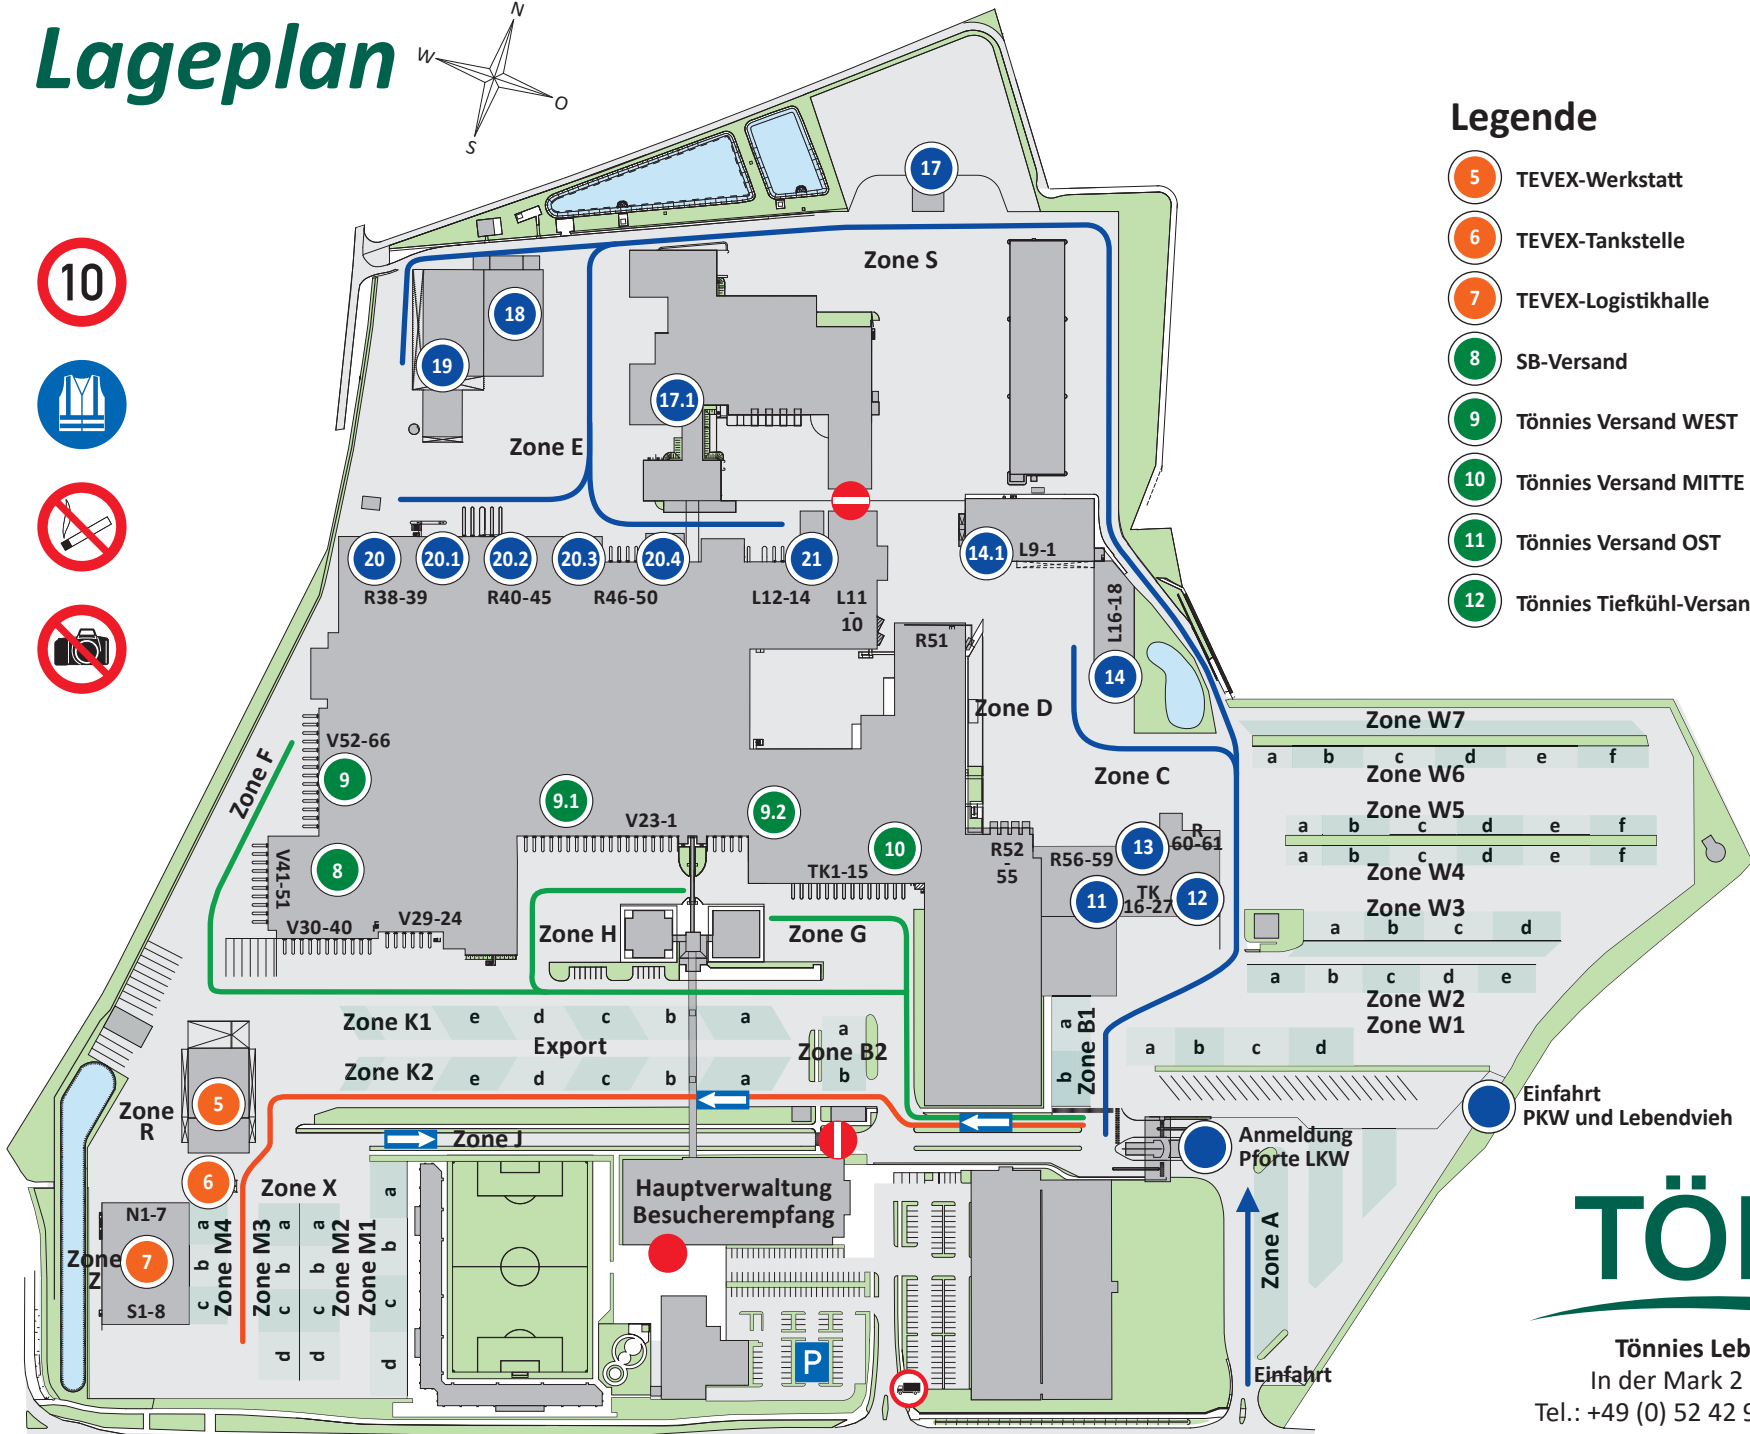 Lageplan
N
W
O
S
10
Legende
5 TEVEX-Werkstatt
6 TEVEX-Tankstelle
7 TEVEX-Logistikhalle
8 SB-Versand
9 Tönnies Versand WEST
10 Tönnies Versand MITTE
11 Tönnies Versand OST
12 Tönnies Tiefkühl-Versan
17
Zone S
18
19
17.1
Zone E
20
20.1
20.2
20.3
20.4
21
14.1
L9-1
R38-39
R40-45
R46-50
L12-14
L11
-
10
L16-18
R51
14
Zone D
Zone C
Zone F
V52-66
9
9.1
V23-1
9.2
10
TK1-15
8
V41-51
V30-40
V29-24
R52
-
55
R56-59
13
R
60-61
11
TK
16-27
12
Zone H
Zone G
Zone W7
a b c d e f
Zone W6
Zone W5
a b c d e f
a b c d e f
Zone W4
Zone W3
a b c d
a b c d e
Zone W2
Zone W1
a b c d
Zone K1 e d c b a
Export
Zone K2 e d c b a
a
Zone B2
b
a
b
Zone B1
Einfahrt
PKW und Lebendvieh
Anmeldung
Pforte LKW
5
Zone
R
Zone J
6
Zone X
Hauptverwaltung
Besucherempfang
N1-7
Zone
Z
7
S1-8
a
b
c
Zone M4
Zone M3
a
b
c
d
a
b
c
d
Zone M2
Zone M1
a
b
c
d
P
Zone A
Einfahrt
TÖ
Tönnies Leb
In der Mark 2
Tel.: +49 (0) 52 42 9